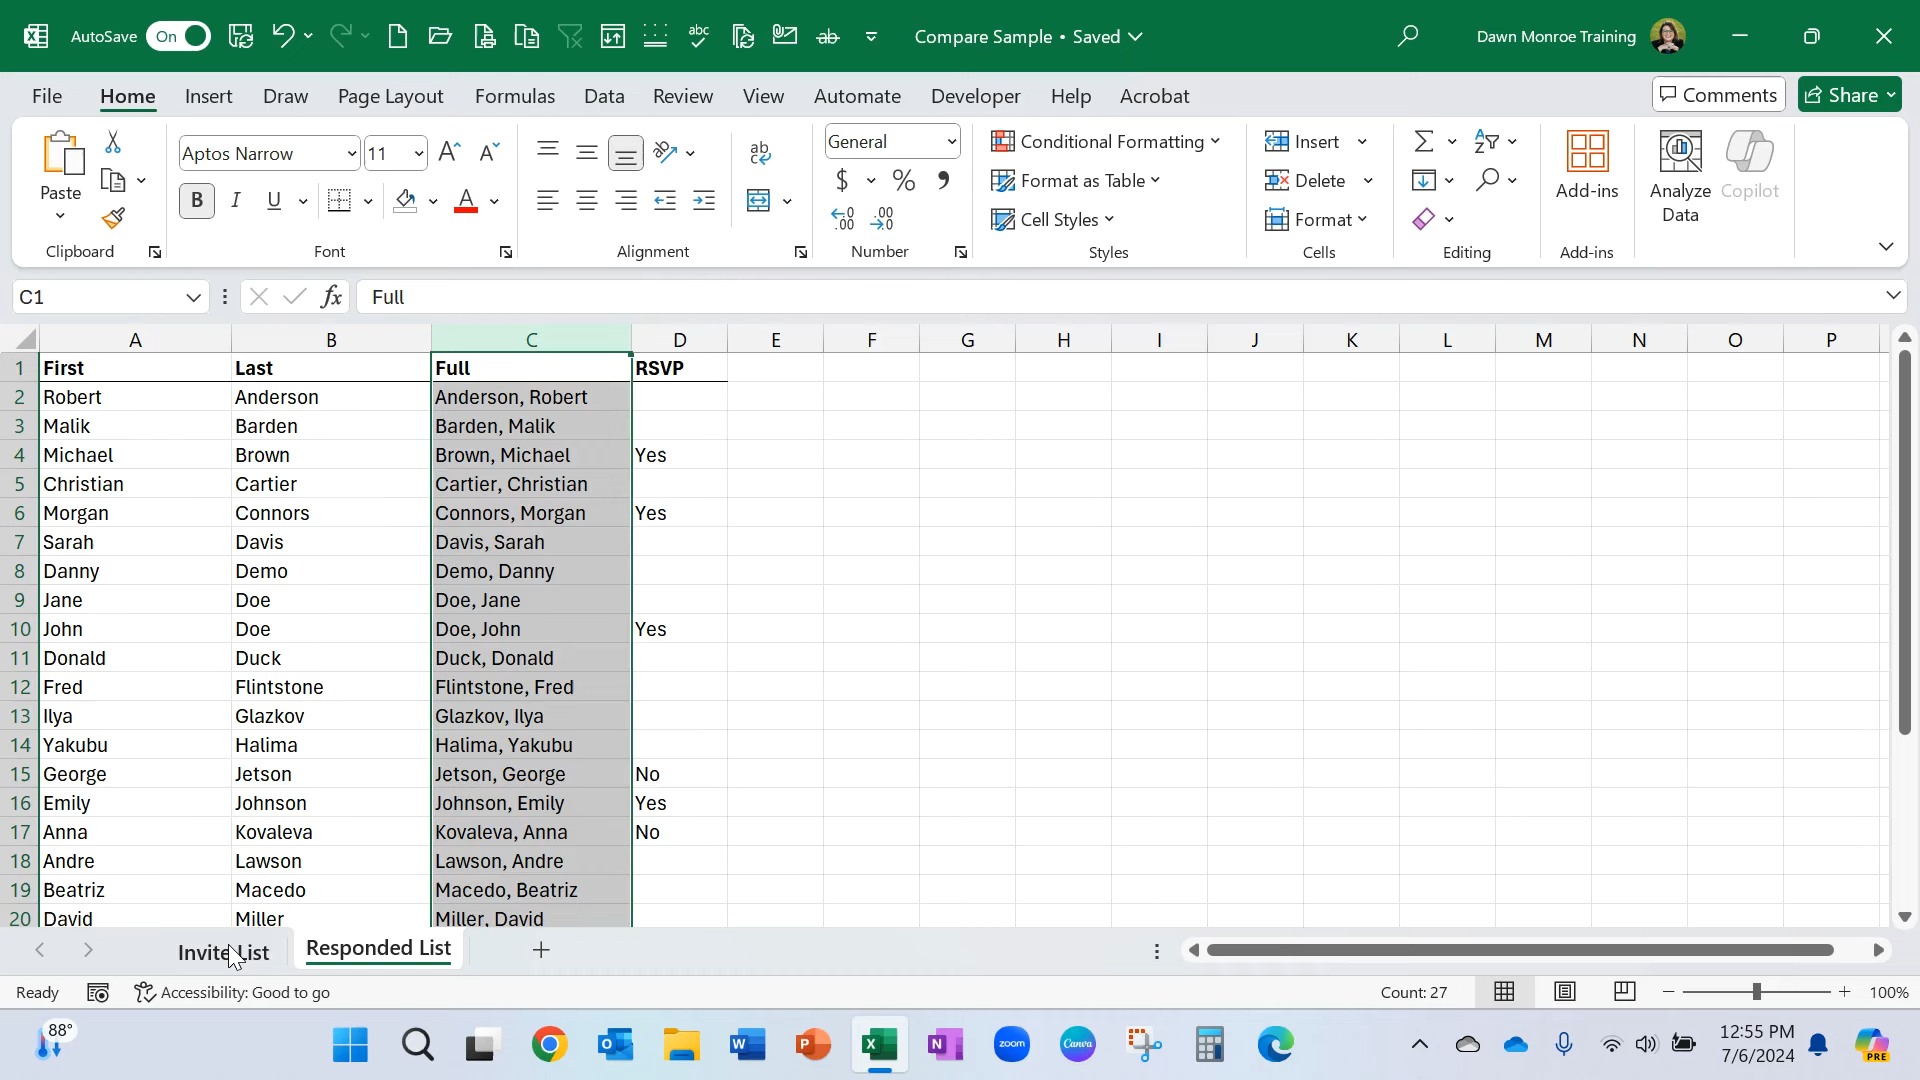 AutoSave On Compare Sample • Saved Dawn Monroe Training
File Home Insert Draw Page Layout Formulas Data Review View Automate Developer Help Acrobat Comments Share
Paste
Clipboard
Aptos Narrow 11
B I U
Font
ab
Alignment
General
$ % 9
Number
Conditional Formatting
Format as Table
Cell Styles
Styles
Insert
Delete
Format
Cells
Editing
Add-ins
Add-ins
Analyze
Data
Copilot
C1 fx Full
A B C D E F G H I J K L M N O P
1 First Last Full RSVP
2 Robert Anderson Anderson, Robert
3 Malik Barden Barden, Malik
4 Michael Brown Brown, Michael Yes
5 Christian Cartier Cartier, Christian
6 Morgan Connors Connors, Morgan Yes
7 Sarah Davis Davis, Sarah
8 Danny Demo Demo, Danny
9 Jane Doe Doe, Jane
10 John Doe Doe, John Yes
11 Donald Duck Duck, Donald
12 Fred Flintstone Flintstone, Fred
13 Ilya Glazkov Glazkov, Ilya
14 Yakubu Halima Halima, Yakubu
15 George Jetson Jetson, George No
16 Emily Johnson Johnson, Emily Yes
17 Anna Kovaleva Kovaleva, Anna No
18 Andre Lawson Lawson, Andre
19 Beatriz Macedo Macedo, Beatriz
20 David Miller Miller, David
Invite List Responded List
Ready Accessibility: Good to go Count: 27 100%
88° zoom Canva PRE 12:55 PM
7/6/2024